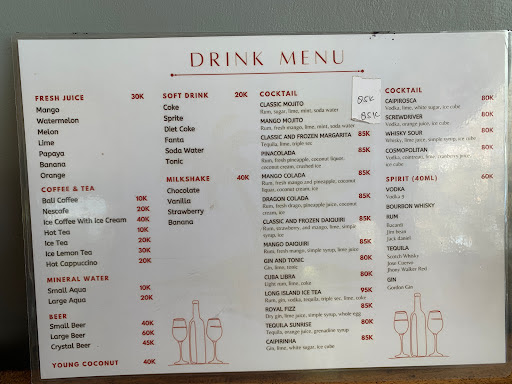 DRINK MENU
FRESH JUICE 30K
Mango
Watermelon
Melon
Lime
Papaya
Banana
Orange
COFFEE & TEA
Bali Coffee 10K
Nescafe 20K
Ice Coffee With Ice Cream 40K
Hot Tea 10K
Ice Tea 20K
Ice Lemon Tea 30K
Hot Cappucino 20K
MINERAL WATER
Small Aqua 10K
Large Aqua 20K
BEER
Small Beer 40K
Large Beer 60K
Crystal Beer 45K
YOUNG COCONUT 40K
SOFT DRINK 20K
Coke
Sprite
Diet Coke
Fanta
Soda Water
Tonic
MILKSHAKE 40K
Chocolate
Vanilla
Strawberry
Banana
COCKTAIL
85K
85K
CLASSIC MOJITO
Rum, sugar, lime, mint, soda water
MANGO MOJITO
Rum, fresh mango, lime, mint, soda water
CLASSIC AND FROZEN MARGARITA 85K
Tequila, lime, triple sec
PINACOLADA 85K
Rum, fresh pineapple, coconut liquor,
coconut cream, crushed ice
MANGO COLADA 85K
Rum, fresh mango and pineapple, coconut
liquor, coconut cream, ice
DRAGON COLADA 85K
Rum, fresh drago, pineapple juice, coconut
cream, ice
CLASSIC AND FROZEN DAIQUIRI 85K
Rum, strawberry, and mango, lime, simple
syrup, ice
MANGO DAIQUIRI 85K
Rum, fresh mango, simple syrup, lime juice
GIN AND TONIC 80K
Gin, lime, tonic
CUBA LIBRA 80K
Light rum, lime, coke
LONG ISLAND ICE TEA 95K
Rum, gin, vodka, tequila, triple sec, lime, coke
ROYAL FIZZ 85K
Dry gin, lime juice, simple syrup, whole egg
TEQUILA SUNRISE 80K
Tequila, orange juice, grenadine syrup
CAIPIRINHA 85K
Gin, lime, white sugar, ice cube
COCKTAIL
CAIPIROSCA 80K
Vodka, lime, white sugar, ice cube
SCREWDRIVER 80K
Vodka, orange juice, ice cube
WHISKY SOUR 80K
Whisky, lime juice, simple syrup, ice cube
COSMOPOLITAN 80K
Vodka, cointreau, lime, cranberry juice,
ice cube
SPIRIT (40ML) 60K
VODKA
Vodka
BOURBON WHISKY
RUM
Bacardi
Jim bean
Jack daniel
TEQUILA
Scotch Whisky
Jose Cuervo
Jhony Walker Red
GIN
Gordon Gin